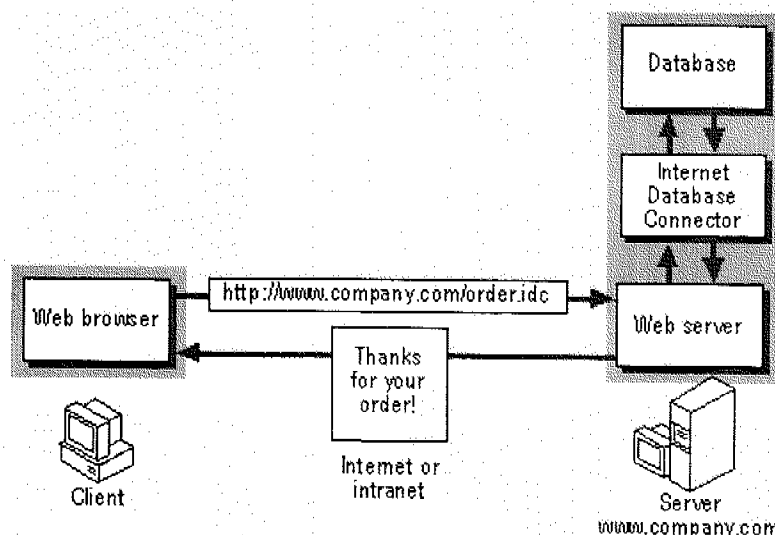 Database
Internet
Database
Connector
Web browser
http://www.company.com/order.idc
Web server
Thanks
for your
order!
Internet or
intranet
Client
Server
www.company.com